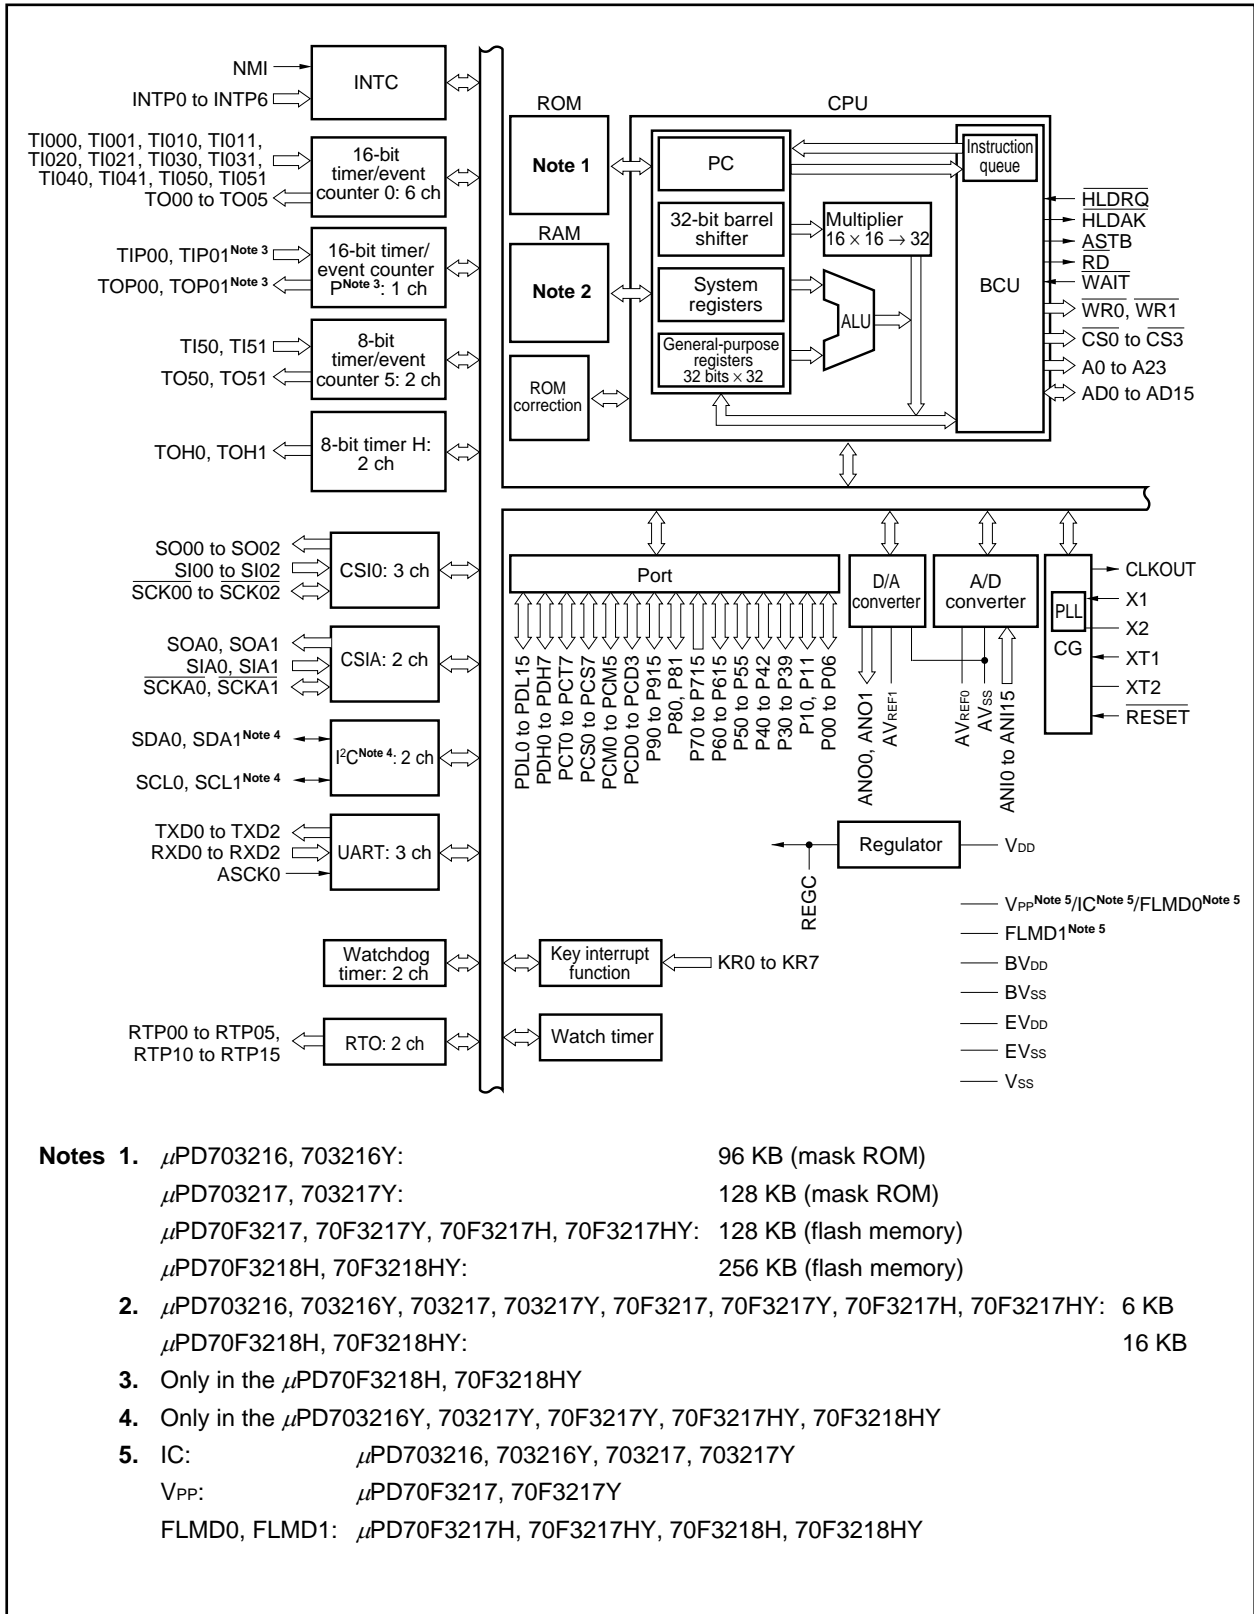 NMI
INTP0 to INTP6
INTC
TI000, TI001, TI010, TI011,
TI020, TI021, TI030, TI031,
TI040, TI041, TI050, TI051
TO00 to TO05
16-bit
timer/event
counter 0: 6 ch
TIP00, TIP01Note 3
TOP00, TOP01Note 3
16-bit timer/
event counter
PNote 3: 1 ch
TI50, TI51
TO50, TO51
8-bit
timer/event
counter 5: 2 ch
TOH0, TOH1
8-bit timer H:
2 ch
SO00 to SO02
SI00 to SI02
SCK00 to SCK02
CSI0: 3 ch
SOA0, SOA1
SIA0, SIA1
SCKA0, SCKA1
CSIA: 2 ch
SDA0, SDA1Note 4
SCL0, SCL1Note 4
I2CNote 4: 2 ch
TXD0 to TXD2
RXD0 to RXD2
ASCK0
UART: 3 ch
Watchdog
timer: 2 ch
RTP00 to RTP05,
RTP10 to RTP15
RTO: 2 ch
ROM
Note 1
RAM
Note 2
ROM
correction
CPU
PC
32-bit barrel
shifter
System
registers
General-purpose
registers
32 bits × 32
Multiplier
16 × 16 → 32
ALU
Instruction
queue
BCU
HLDRQ
HLDAK
ASTB
RD
WAIT
WR0, WR1
CS0 to CS3
A0 to A23
AD0 to AD15
Port
PDL0 to PDL15
PDH0 to PDH7
PCT0 to PCT7
PCS0 to PCS7
PCM0 to PCM5
PCD0 to PCD3
P90 to P915
P80, P81
P70 to P715
P60 to P615
P50 to P55
P40 to P42
P30 to P39
P10, P11
P00 to P06
D/A
converter
ANO0, ANO1
AVREF1
A/D
converter
AVREF0
AVSS
ANI0 to ANI15
PLL
CG
CLKOUT
X1
X2
XT1
XT2
RESET
Regulator
VDD
REGC
VPPNote 5/ICNote 5/FLMD0Note 5
FLMD1Note 5
BVDD
BVSS
EVDD
EVSS
VSS
Key interrupt
function
KR0 to KR7
Watch timer
Notes 1. μPD703216, 703216Y: 96 KB (mask ROM)
μPD703217, 703217Y: 128 KB (mask ROM)
μPD70F3217, 70F3217Y, 70F3217H, 70F3217HY: 128 KB (flash memory)
μPD70F3218H, 70F3218HY: 256 KB (flash memory)
2. μPD703216, 703216Y, 703217, 703217Y, 70F3217, 70F3217Y, 70F3217H, 70F3217HY: 6 KB
μPD70F3218H, 70F3218HY: 16 KB
3. Only in the μPD70F3218H, 70F3218HY
4. Only in the μPD703216Y, 703217Y, 70F3217Y, 70F3217HY, 70F3218HY
5. IC: μPD703216, 703216Y, 703217, 703217Y
VPP: μPD70F3217, 70F3217Y
FLMD0, FLMD1: μPD70F3217H, 70F3217HY, 70F3218H, 70F3218HY